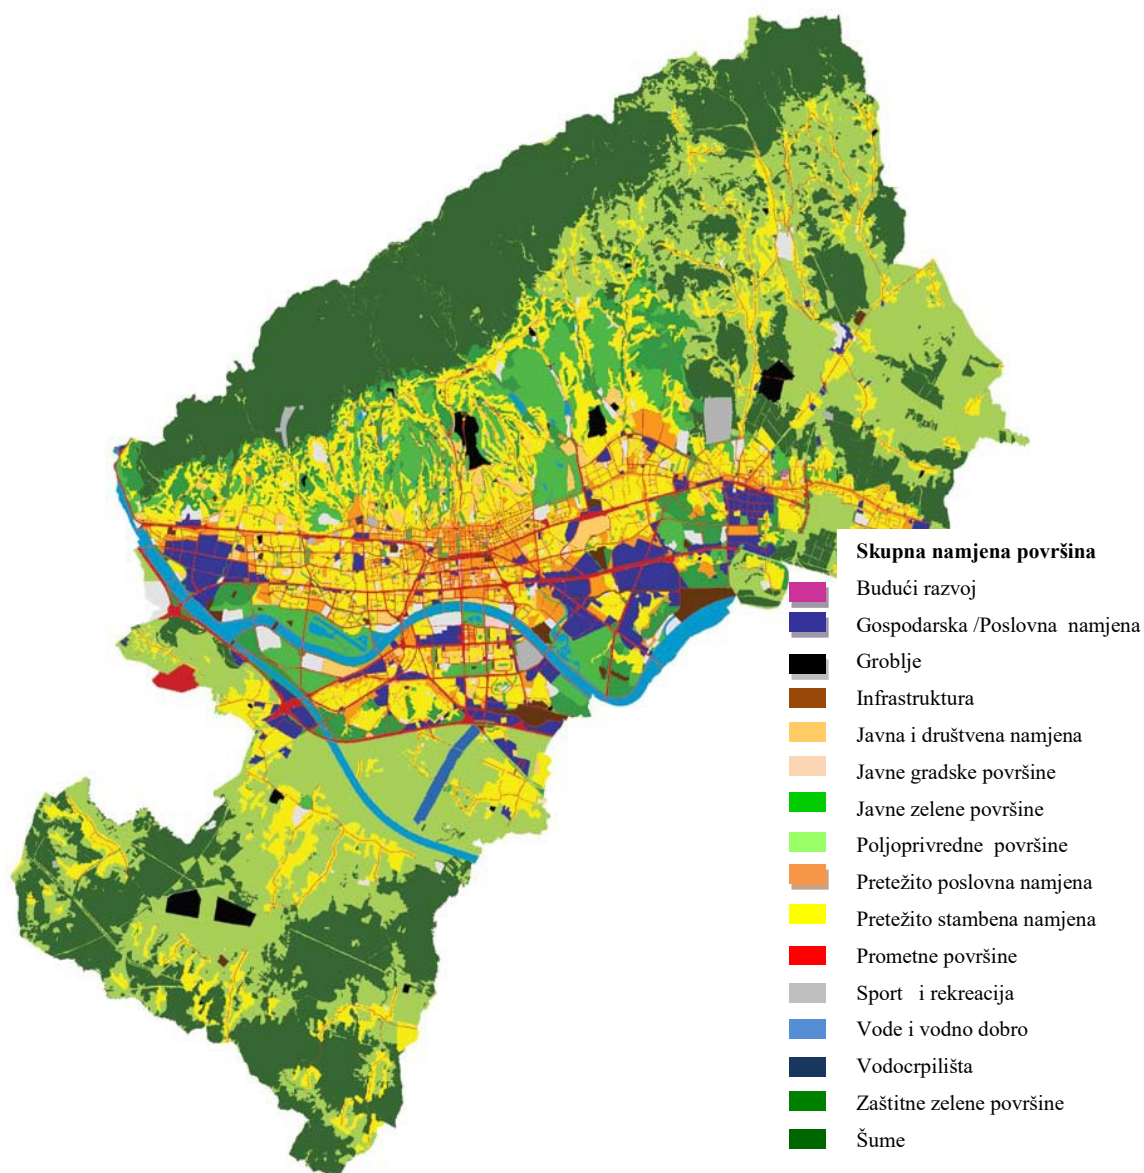 Skupna namjena površina
Budući razvoj
Gospodarska /Poslovna namjena
Groblje
Infrastruktura
Javna i društvena namjena
Javne gradske površine
Javne zelene površine
Poljoprivredne površine
Pretežito poslovna namjena
Pretežito stambena namjena
Prometne površine
Sport i rekreacija
Vode i vodno dobro
Vodocrpilišta
Zaštitne zelene površine
Šume